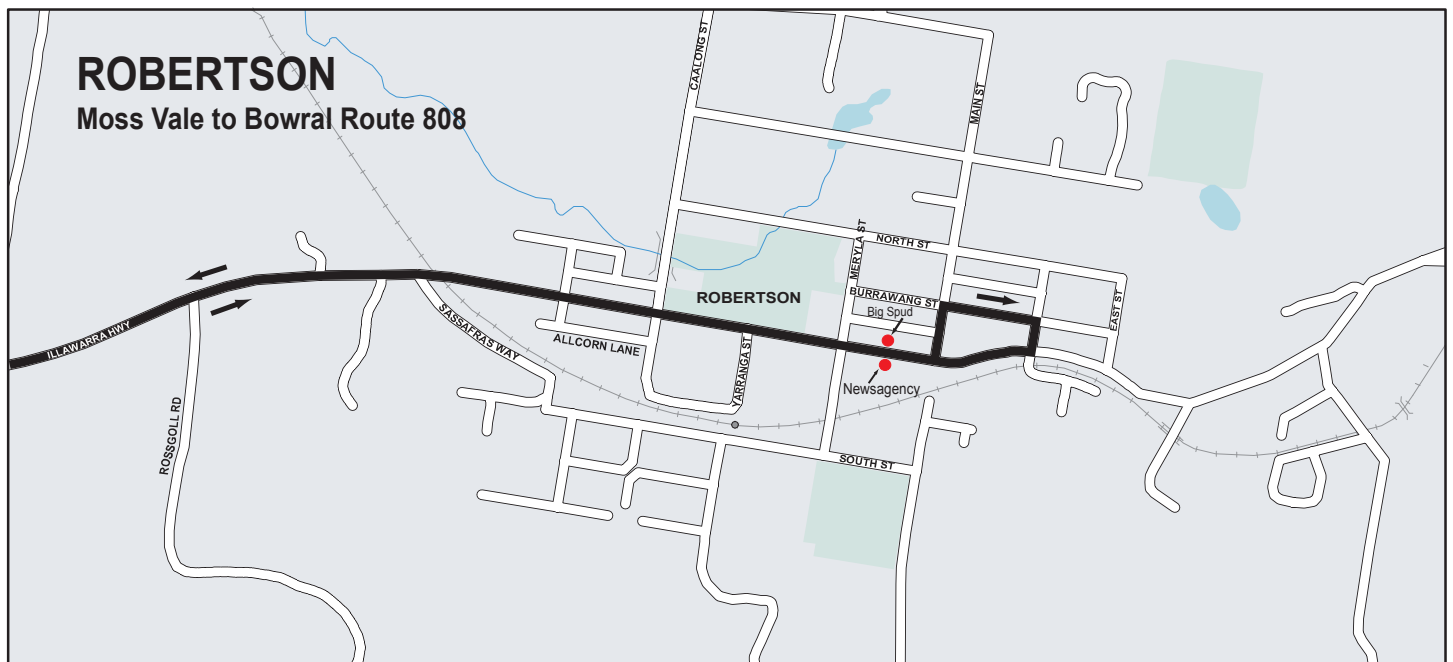 ROBERTSON
Moss Vale to Bowral Route 808
CAALONG ST
MAIN ST
MERYLA ST
NORTH ST
ROBERTSON
BURRAWANG ST
Big Spud
EAST ST
ILLAWARRA HWY
SASSAFRAS WAY
ALLCORN LANE
YARRANGA ST
Newsagency
ROSSGOLL RD
SOUTH ST